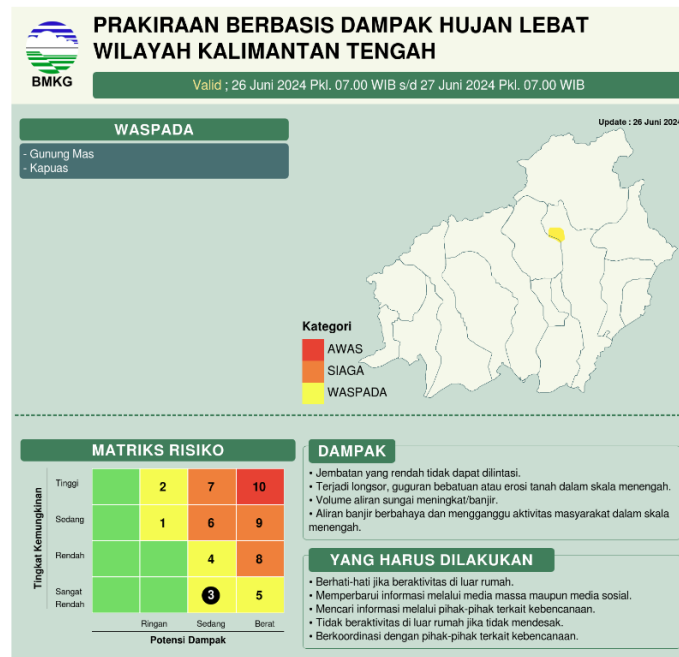 PRAKIRAAN BERBASIS DAMPAK HUJAN LEBAT
WILAYAH KALIMANTAN TENGAH
BMKG
Valid ; 26 Juni 2024 Pkl. 07.00 WIB s/d 27 Juni 2024 Pkl. 07.00 WIB
WASPADA
- Gunung Mas
- Kapuas
Update : 26 Juni 2024
Kategori
AWAS
SIAGA
WASPADA
MATRIKS RISIKO
Tingkat Kemungkinan
Tinggi
2 7 10
Sedang
1 6 9
Rendah
4 8
Sangat
Rendah
3 5
Ringan Sedang Berat
Potensi Dampak
DAMPAK
• Jembatan yang rendah tidak dapat dilintasi.
• Terjadi longsor, guguran bebatuan atau erosi tanah dalam skala menengah.
• Volume aliran sungai meningkat/banjir.
• Aliran banjir berbahaya dan mengganggu aktivitas masyarakat dalam skala
menengah.
YANG HARUS DILAKUKAN
• Berhati-hati jika beraktivitas di luar rumah.
• Memperbarui informasi melalui media massa maupun media sosial.
• Mencari informasi melalui pihak-pihak terkait kebencanaan.
• Tidak beraktivitas di luar rumah jika tidak mendesak.
• Berkoordinasi dengan pihak-pihak terkait kebencanaan.